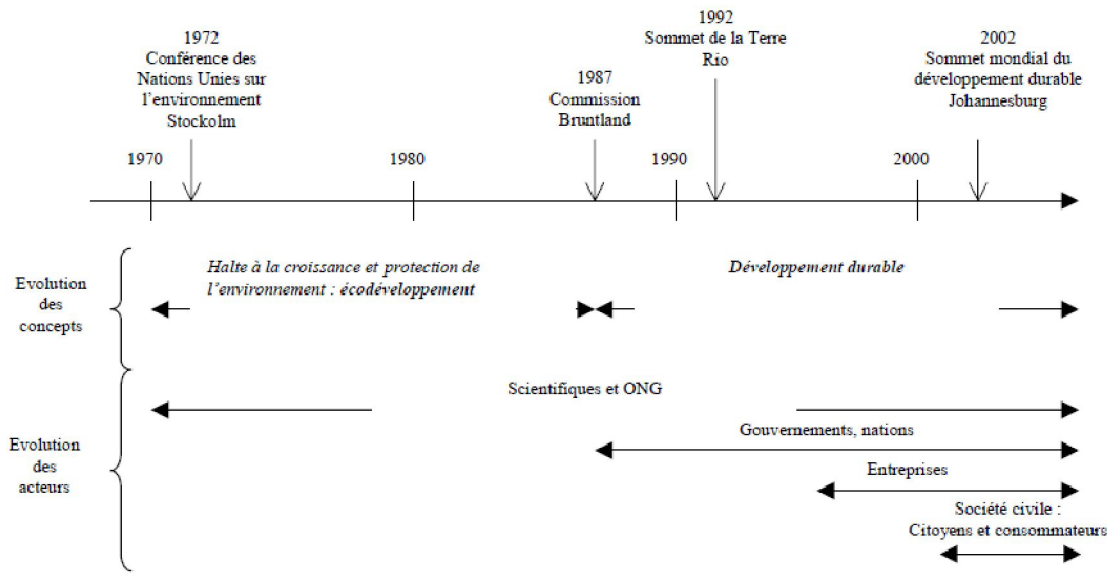 1972
Conférence des
Nations Unies sur
l'environnement
Stockolm
1987
Commission
Bruntland
1992
Sommet de la Terre
Rio
2002
Sommet mondial du
développement durable
Johannesburg
1970
1980
1990
2000
Evolution
des
concepts
Halte à la croissance et protection de
l'environnement : écodéveloppement
Développement durable
Evolution
des
acteurs
Scientifiques et ONG
Gouvernements, nations
Entreprises
Société civile :
Citoyens et consommateurs